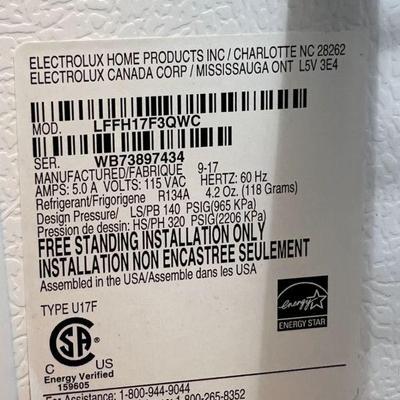 ELECTROLUX HOME PRODUCTS INC / CHARLOTTE NC 28262
ELECTROLUX CANADA CORP / MISSISSAUGA ONT L5V 3E4
MOD. LFFH17F3QWC
SER. WB73897434
MANUFACTURED/FABRIQUE 9-17
AMPS: 5.0 A VOLTS: 115 VAC HERTZ: 60 Hz
Refrigerant/Frigorigene R134A 4.2 Oz. (118 Grams)
Design Pressure/ LS/PB 140 PSIG(965 KPa)
Pression de dessin: HS/PH 320 PSIG(2206 KPa)
FREE STANDING INSTALLATION ONLY
INSTALLATION NON ENCASTREE SEULEMENT
Assembled in the USA/Assemble dans les USA
TYPE U17F
energy
ENERGY STAR
SA
C US
Energy Verified
159605
For Assistance: 1-800-944-9044
1-800-265-8352